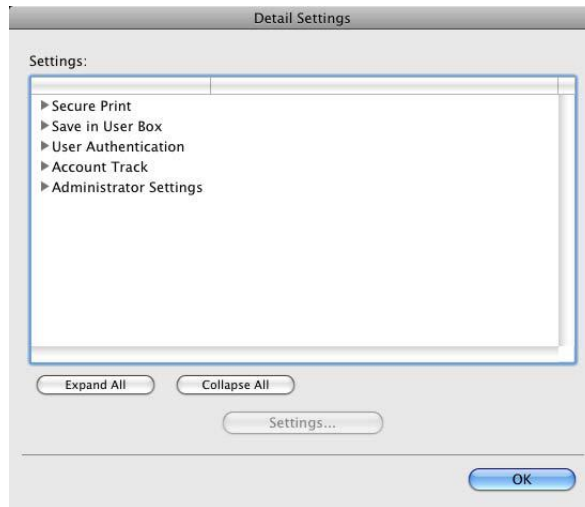 Detail Settings
Settings:
Secure Print
Save in User Box
User Authentication
Account Track
Administrator Settings
Expand All Collapse All
Settings...
OK